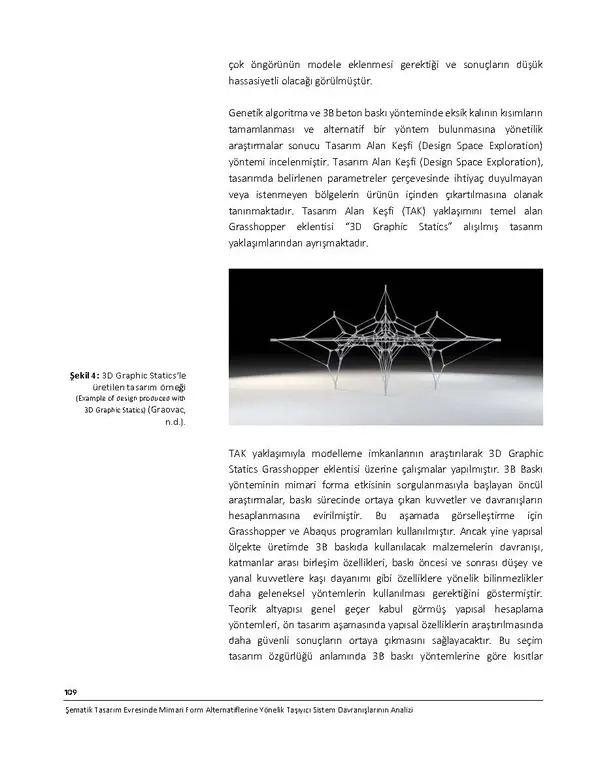 çok öngörünün modele eklenmesi gerektiği ve sonuçların düşük
hassasiyetli olacağı görülmüştür.
Genetik algoritma ve 3B beton baskı yönteminde eksik kalının kısımların
tamamlanması ve alternatif bir yöntem bulunmasına yönetilik
araştırmalar sonucu Tasarım Alan Keşfi (Design Space Exploration)
yöntemi incelenmiştir. Tasarım Alan Keşfi (Design Space Exploration),
tasarımda belirlenen parametreler çerçevesinde ihtiyaç duyulmayan
veya istenmeyen bölgelerin ürünün içinden çıkartılmasına olanak
tanınmaktadır. Tasarım Alan Keşfi (TAK) yaklaşımını temel alan
Grasshopper eklentisi “3D Graphic Statics” alışılmış tasarım
yaklaşımlarından ayrışmaktadır.
Şekil 4: 3D Graphic Statics’le
üretilen tasarım örneği
(Example of design produced with
3D Graphic Statics) (Graovac,
n.d.).
TAK yaklaşımıyla modelleme imkanlarının araştırılarak 3D Graphic
Statics Grasshopper eklentisi üzerine çalışmalar yapılmıştır. 3B Baskı
yönteminin mimari forma etkisinin sorgulanmasıyla başlayan öncül
araştırmalar, baskı sürecinde ortaya çıkan kuvvetler ve davranışların
hesaplanmasına evirilmiştir. Bu aşamada görselleştirme için
Grasshopper ve Abaqus programları kullanılmıştır. Ancak yine yapısal
ölçekte üretimde 3B baskıda kullanılacak malzemelerin davranışı,
katmanlar arası birleşim özellikleri, baskı öncesi ve sonrası düşey ve
yanal kuvvetlere kaşı dayanımı gibi özelliklere yönelik bilinmezlikler
daha geleneksel yöntemlerin kullanılması gerektiğini göstermiştir.
Teorik altyapısı genel geçer kabul görmüş yapısal hesaplama
yöntemleri, ön tasarım aşamasında yapısal özelliklerin araştırılmasında
daha güvenli sonuçların ortaya çıkmasını sağlayacaktır. Bu seçim
tasarım özgürlüğü anlamında 3B baskı yöntemlerine göre kısıtlar
109
Şematik Tasarım Evresinde Mimari Form Alternatiflerine Yönelik Taşıyıcı Sistem Davranışlarının Analizi